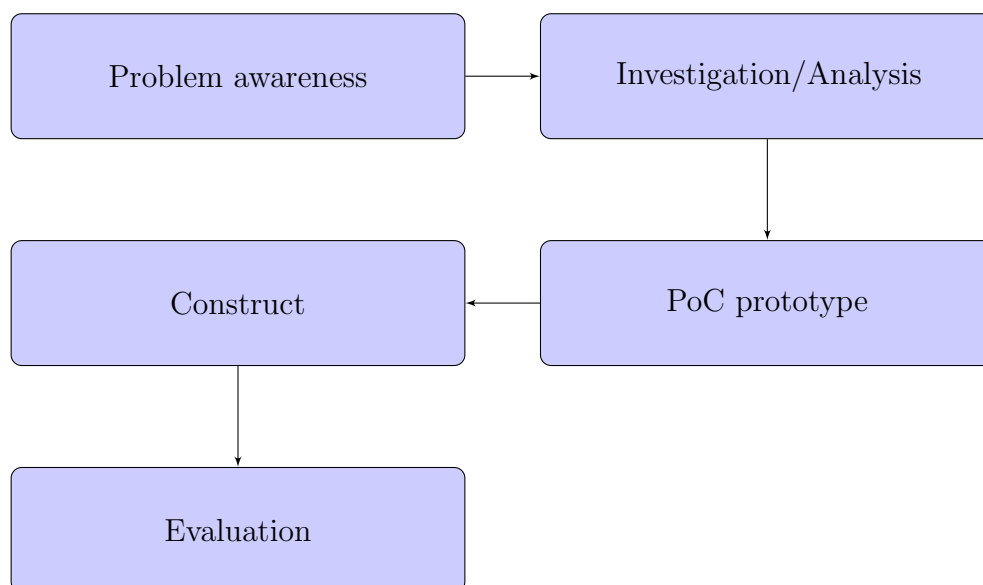 Problem awareness
Investigation/Analysis
PoC prototype
Construct
Evaluation